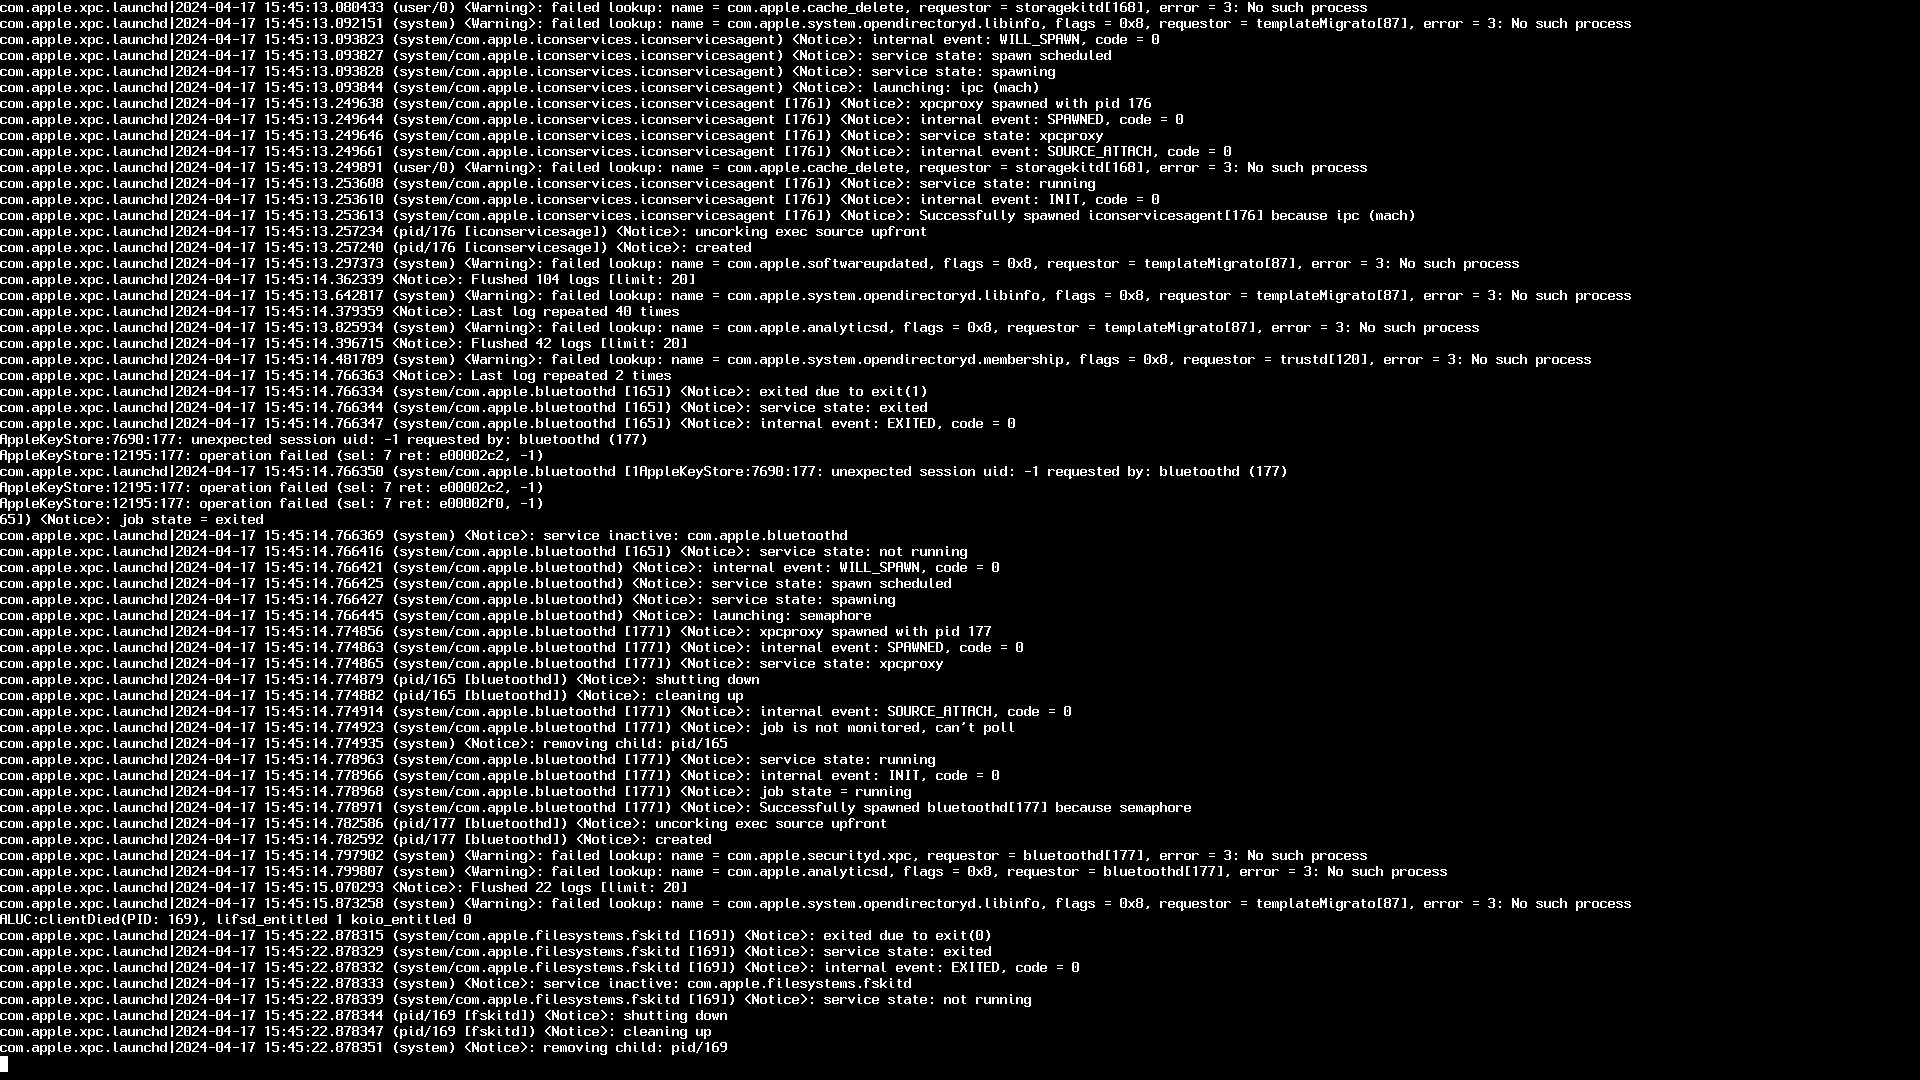 com.apple.xpc.launchd|2024-04-17 15:45:13.080433 (user/0) <Warning>: failed lookup: name = com.apple.cache_delete, requestor = storagekitd[168], error = 3: No such process
com.apple.xpc.launchd|2024-04-17 15:45:13.092151 (system) <Warning>: failed lookup: name = com.apple.system.opendirectoryd.libinfo, flags = 0x8, requestor = templateMigrato[87], error = 3: No such process
com.apple.xpc.launchd|2024-04-17 15:45:13.093823 (system/com.apple.iconservices.iconservicesagent) <Notice>: internal event: WILL_SPAWN, code = 0
com.apple.xpc.launchd|2024-04-17 15:45:13.093827 (system/com.apple.iconservices.iconservicesagent) <Notice>: service state: spawn scheduled
com.apple.xpc.launchd|2024-04-17 15:45:13.093828 (system/com.apple.iconservices.iconservicesagent) <Notice>: service state: spawning
com.apple.xpc.launchd|2024-04-17 15:45:13.093844 (system/com.apple.iconservices.iconservicesagent) <Notice>: launching: ipc (mach)
com.apple.xpc.launchd|2024-04-17 15:45:13.249638 (system/com.apple.iconservices.iconservicesagent [176]) <Notice>: xpcproxy spawned with pid 176
com.apple.xpc.launchd|2024-04-17 15:45:13.249644 (system/com.apple.iconservices.iconservicesagent [176]) <Notice>: internal event: SPAWNED, code = 0
com.apple.xpc.launchd|2024-04-17 15:45:13.249646 (system/com.apple.iconservices.iconservicesagent [176]) <Notice>: service state: xpcproxy
com.apple.xpc.launchd|2024-04-17 15:45:13.249661 (system/com.apple.iconservices.iconservicesagent [176]) <Notice>: internal event: SOURCE_ATTACH, code = 0
com.apple.xpc.launchd|2024-04-17 15:45:13.249891 (user/0) <Warning>: failed lookup: name = com.apple.cache_delete, requestor = storagekitd[168], error = 3: No such process
com.apple.xpc.launchd|2024-04-17 15:45:13.253608 (system/com.apple.iconservices.iconservicesagent [176]) <Notice>: service state: running
com.apple.xpc.launchd|2024-04-17 15:45:13.253610 (system/com.apple.iconservices.iconservicesagent [176]) <Notice>: internal event: INIT, code = 0
com.apple.xpc.launchd|2024-04-17 15:45:13.253613 (system/com.apple.iconservices.iconservicesagent [176]) <Notice>: Successfully spawned iconservicesagent[176] because ipc (mach)
com.apple.xpc.launchd|2024-04-17 15:45:13.257234 (pid/176 [iconservicesage]) <Notice>: uncorking exec source upfront
com.apple.xpc.launchd|2024-04-17 15:45:13.257240 (pid/176 [iconservicesage]) <Notice>: created
com.apple.xpc.launchd|2024-04-17 15:45:13.297373 (system) <Warning>: failed lookup: name = com.apple.softwareupdated, flags = 0x8, requestor = templateMigrato[87], error = 3: No such process
com.apple.xpc.launchd|2024-04-17 15:45:14.362339 <Notice>: Flushed 104 logs [limit: 20]
com.apple.xpc.launchd|2024-04-17 15:45:13.642817 (system) <Warning>: failed lookup: name = com.apple.system.opendirectoryd.libinfo, flags = 0x8, requestor = templateMigrato[87], error = 3: No such process
com.apple.xpc.launchd|2024-04-17 15:45:14.379359 <Notice>: Last log repeated 40 times
com.apple.xpc.launchd|2024-04-17 15:45:13.825934 (system) <Warning>: failed lookup: name = com.apple.analyticsd, flags = 0x8, requestor = templateMigrato[87], error = 3: No such process
com.apple.xpc.launchd|2024-04-17 15:45:14.396715 <Notice>: Flushed 42 logs [limit: 20]
com.apple.xpc.launchd|2024-04-17 15:45:14.481789 (system) <Warning>: failed lookup: name = com.apple.system.opendirectoryd.membership, flags = 0x8, requestor = trustd[120], error = 3: No such process
com.apple.xpc.launchd|2024-04-17 15:45:14.766363 <Notice>: Last log repeated 2 times
com.apple.xpc.launchd|2024-04-17 15:45:14.766334 (system/com.apple.bluetoothd [165]) <Notice>: exited due to exit(1)
com.apple.xpc.launchd|2024-04-17 15:45:14.766344 (system/com.apple.bluetoothd [165]) <Notice>: service state: exited
com.apple.xpc.launchd|2024-04-17 15:45:14.766347 (system/com.apple.bluetoothd [165]) <Notice>: internal event: EXITED, code = 0
AppleKeyStore:7690:177: unexpected session uid: -1 requested by: bluetoothd (177)
AppleKeyStore:12195:177: operation failed (sel: 7 ret: e00002c2, -1)
com.apple.xpc.launchd|2024-04-17 15:45:14.766350 (system/com.apple.bluetoothd [1AppleKeyStore:7690:177: unexpected session uid: -1 requested by: bluetoothd (177)
AppleKeyStore:12195:177: operation failed (sel: 7 ret: e00002c2, -1)
AppleKeyStore:12195:177: operation failed (sel: 7 ret: e00002f0, -1)
65]) <Notice>: job state = exited
com.apple.xpc.launchd|2024-04-17 15:45:14.766369 (system) <Notice>: service inactive: com.apple.bluetoothd
com.apple.xpc.launchd|2024-04-17 15:45:14.766416 (system/com.apple.bluetoothd [165]) <Notice>: service state: not running
com.apple.xpc.launchd|2024-04-17 15:45:14.766421 (system/com.apple.bluetoothd) <Notice>: internal event: WILL_SPAWN, code = 0
com.apple.xpc.launchd|2024-04-17 15:45:14.766425 (system/com.apple.bluetoothd) <Notice>: service state: spawn scheduled
com.apple.xpc.launchd|2024-04-17 15:45:14.766427 (system/com.apple.bluetoothd) <Notice>: service state: spawning
com.apple.xpc.launchd|2024-04-17 15:45:14.766445 (system/com.apple.bluetoothd) <Notice>: launching: semaphore
com.apple.xpc.launchd|2024-04-17 15:45:14.774856 (system/com.apple.bluetoothd [177]) <Notice>: xpcproxy spawned with pid 177
com.apple.xpc.launchd|2024-04-17 15:45:14.774863 (system/com.apple.bluetoothd [177]) <Notice>: internal event: SPAWNED, code = 0
com.apple.xpc.launchd|2024-04-17 15:45:14.774865 (system/com.apple.bluetoothd [177]) <Notice>: service state: xpcproxy
com.apple.xpc.launchd|2024-04-17 15:45:14.774879 (pid/165 [bluetoothd]) <Notice>: shutting down
com.apple.xpc.launchd|2024-04-17 15:45:14.774882 (pid/165 [bluetoothd]) <Notice>: cleaning up
com.apple.xpc.launchd|2024-04-17 15:45:14.774914 (system/com.apple.bluetoothd [177]) <Notice>: internal event: SOURCE_ATTACH, code = 0
com.apple.xpc.launchd|2024-04-17 15:45:14.774923 (system/com.apple.bluetoothd [177]) <Notice>: job is not monitored, can't poll
com.apple.xpc.launchd|2024-04-17 15:45:14.774935 (system) <Notice>: removing child: pid/165
com.apple.xpc.launchd|2024-04-17 15:45:14.778963 (system/com.apple.bluetoothd [177]) <Notice>: service state: running
com.apple.xpc.launchd|2024-04-17 15:45:14.778966 (system/com.apple.bluetoothd [177]) <Notice>: internal event: INIT, code = 0
com.apple.xpc.launchd|2024-04-17 15:45:14.778968 (system/com.apple.bluetoothd [177]) <Notice>: job state = running
com.apple.xpc.launchd|2024-04-17 15:45:14.778971 (system/com.apple.bluetoothd [177]) <Notice>: Successfully spawned bluetoothd[177] because semaphore
com.apple.xpc.launchd|2024-04-17 15:45:14.782586 (pid/177 [bluetoothd]) <Notice>: uncorking exec source upfront
com.apple.xpc.launchd|2024-04-17 15:45:14.782592 (pid/177 [bluetoothd]) <Notice>: created
com.apple.xpc.launchd|2024-04-17 15:45:14.797902 (system) <Warning>: failed lookup: name = com.apple.securityd.xpc, requestor = bluetoothd[177], error = 3: No such process
com.apple.xpc.launchd|2024-04-17 15:45:14.799807 (system) <Warning>: failed lookup: name = com.apple.analyticsd, flags = 0x8, requestor = bluetoothd[177], error = 3: No such process
com.apple.xpc.launchd|2024-04-17 15:45:15.070293 <Notice>: Flushed 22 logs [limit: 20]
com.apple.xpc.launchd|2024-04-17 15:45:15.873258 (system) <Warning>: failed lookup: name = com.apple.system.opendirectoryd.libinfo, flags = 0x8, requestor = templateMigrato[87], error = 3: No such process
ALUC:clientDied(PID: 169), lifsd_entitled 1 koio_entitled 0
com.apple.xpc.launchd|2024-04-17 15:45:22.878315 (system/com.apple.filesystems.fskitd [169]) <Notice>: exited due to exit(0)
com.apple.xpc.launchd|2024-04-17 15:45:22.878329 (system/com.apple.filesystems.fskitd [169]) <Notice>: service state: exited
com.apple.xpc.launchd|2024-04-17 15:45:22.878332 (system/com.apple.filesystems.fskitd [169]) <Notice>: internal event: EXITED, code = 0
com.apple.xpc.launchd|2024-04-17 15:45:22.878333 (system) <Notice>: service inactive: com.apple.filesystems.fskitd
com.apple.xpc.launchd|2024-04-17 15:45:22.878339 (system/com.apple.filesystems.fskitd [169]) <Notice>: service state: not running
com.apple.xpc.launchd|2024-04-17 15:45:22.878344 (pid/169 [fskitd]) <Notice>: shutting down
com.apple.xpc.launchd|2024-04-17 15:45:22.878347 (pid/169 [fskitd]) <Notice>: cleaning up
com.apple.xpc.launchd|2024-04-17 15:45:22.878351 (system) <Notice>: removing child: pid/169